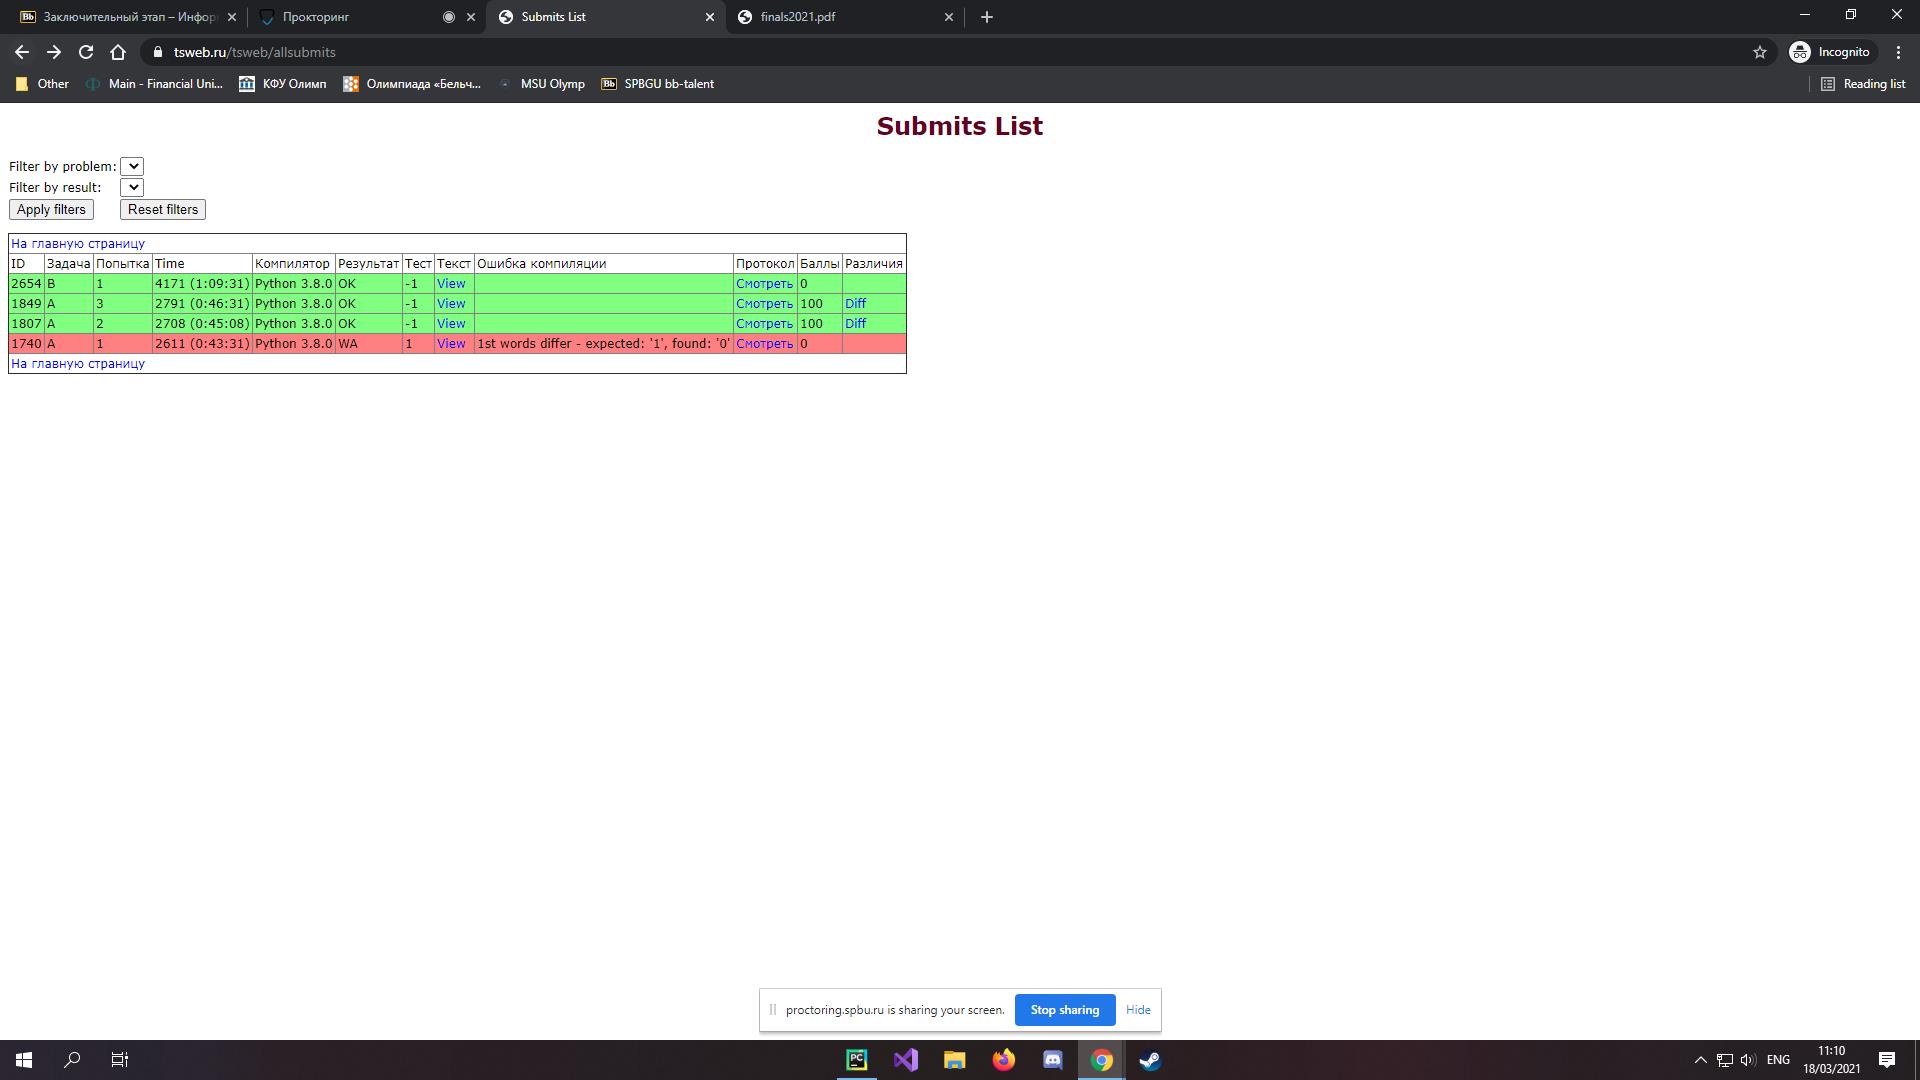 Заключительный этап – Инфор
Прокторинг
Submits List
finals2021.pdf
tsweb.ru/tsweb/allsubmits
Incognito
Other
Main - Financial Uni...
КФУ Олимп
Олимпиада «Бельч...
MSU Olymp
SPBGU bb-talent
Reading list
Submits List
Filter by problem:
Filter by result:
Apply filters Reset filters
На главную страницу
ID Задача Попытка Time Компилятор Результат Тест Текст Ошибка компиляции Протокол Баллы Различия
2654 B 1 4171 (1:09:31) Python 3.8.0 OK -1 View Смотреть 0
1849 A 3 2791 (0:46:31) Python 3.8.0 OK -1 View Смотреть 100 Diff
1807 A 2 2708 (0:45:08) Python 3.8.0 OK -1 View Смотреть 100 Diff
1740 A 1 2611 (0:43:31) Python 3.8.0 WA 1 View 1st words differ - expected: '1', found: '0' Смотреть 0
На главную страницу
proctoring.spbu.ru is sharing your screen. Stop sharing Hide
ENG
11:10
18/03/2021